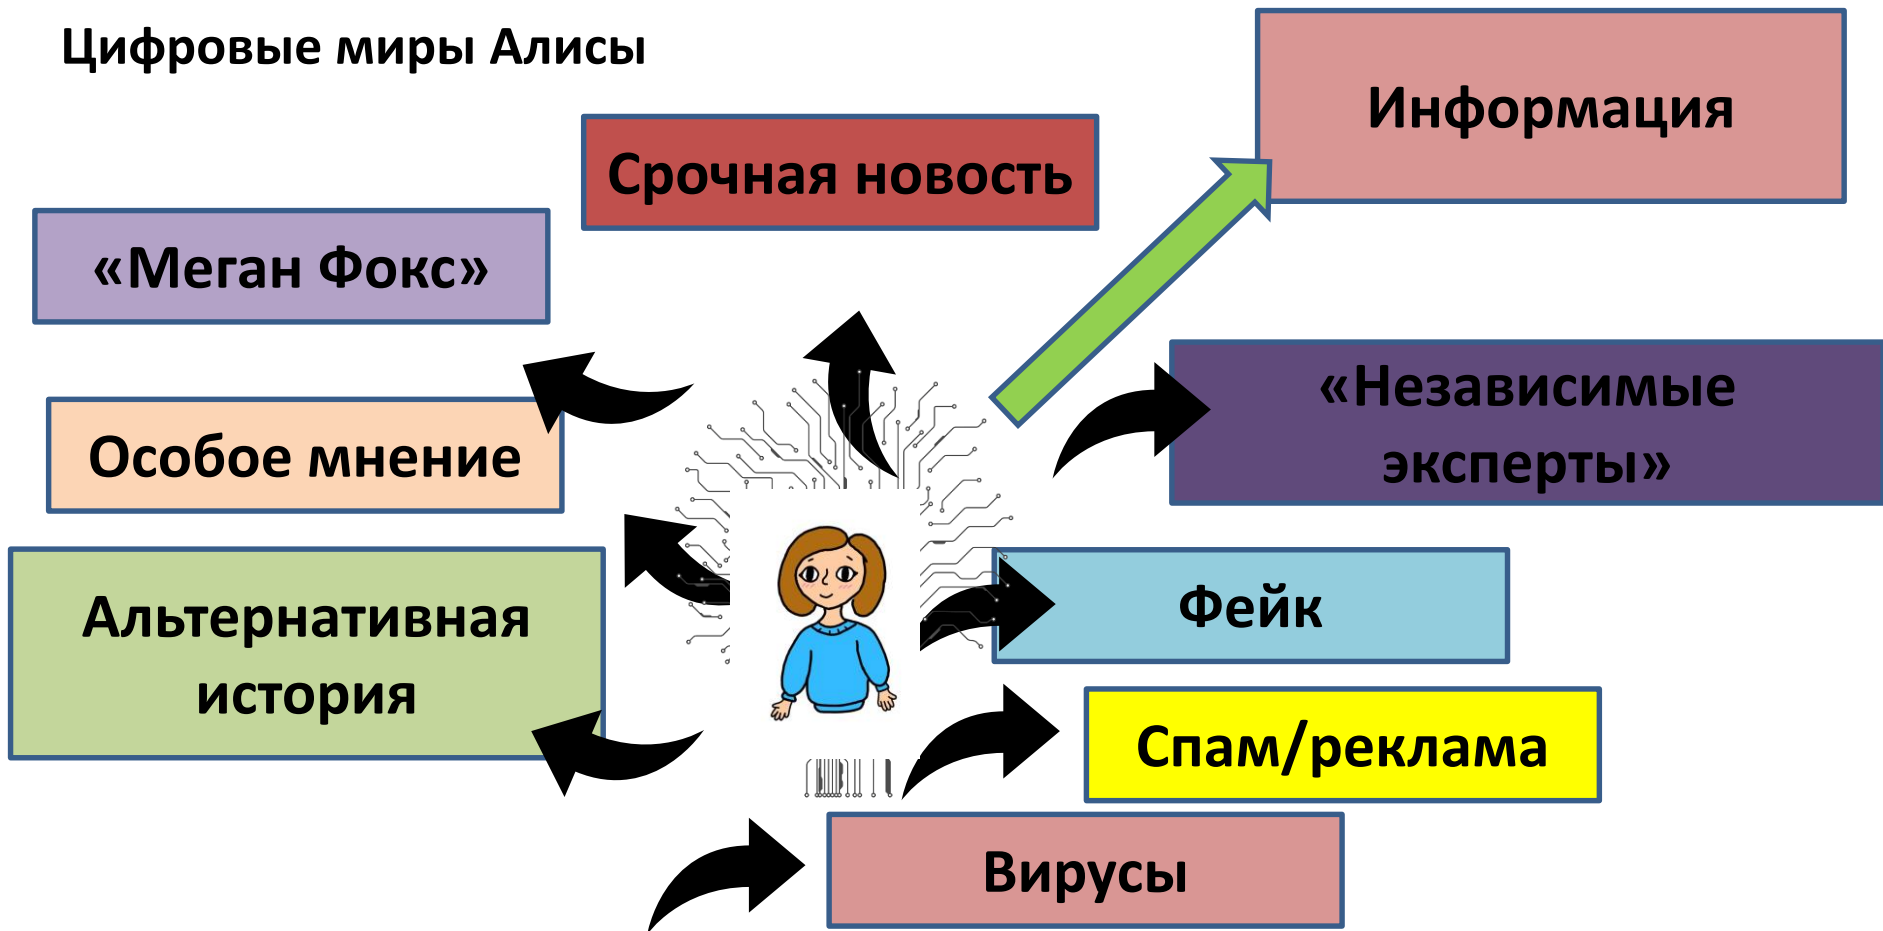 Цифровые миры Алисы
Информация
Срочная новость
«Меган Фокс»
«Независимые
эксперты»
Особое мнение
Альтернативная
история
Фейк
Спам/реклама
Вирусы